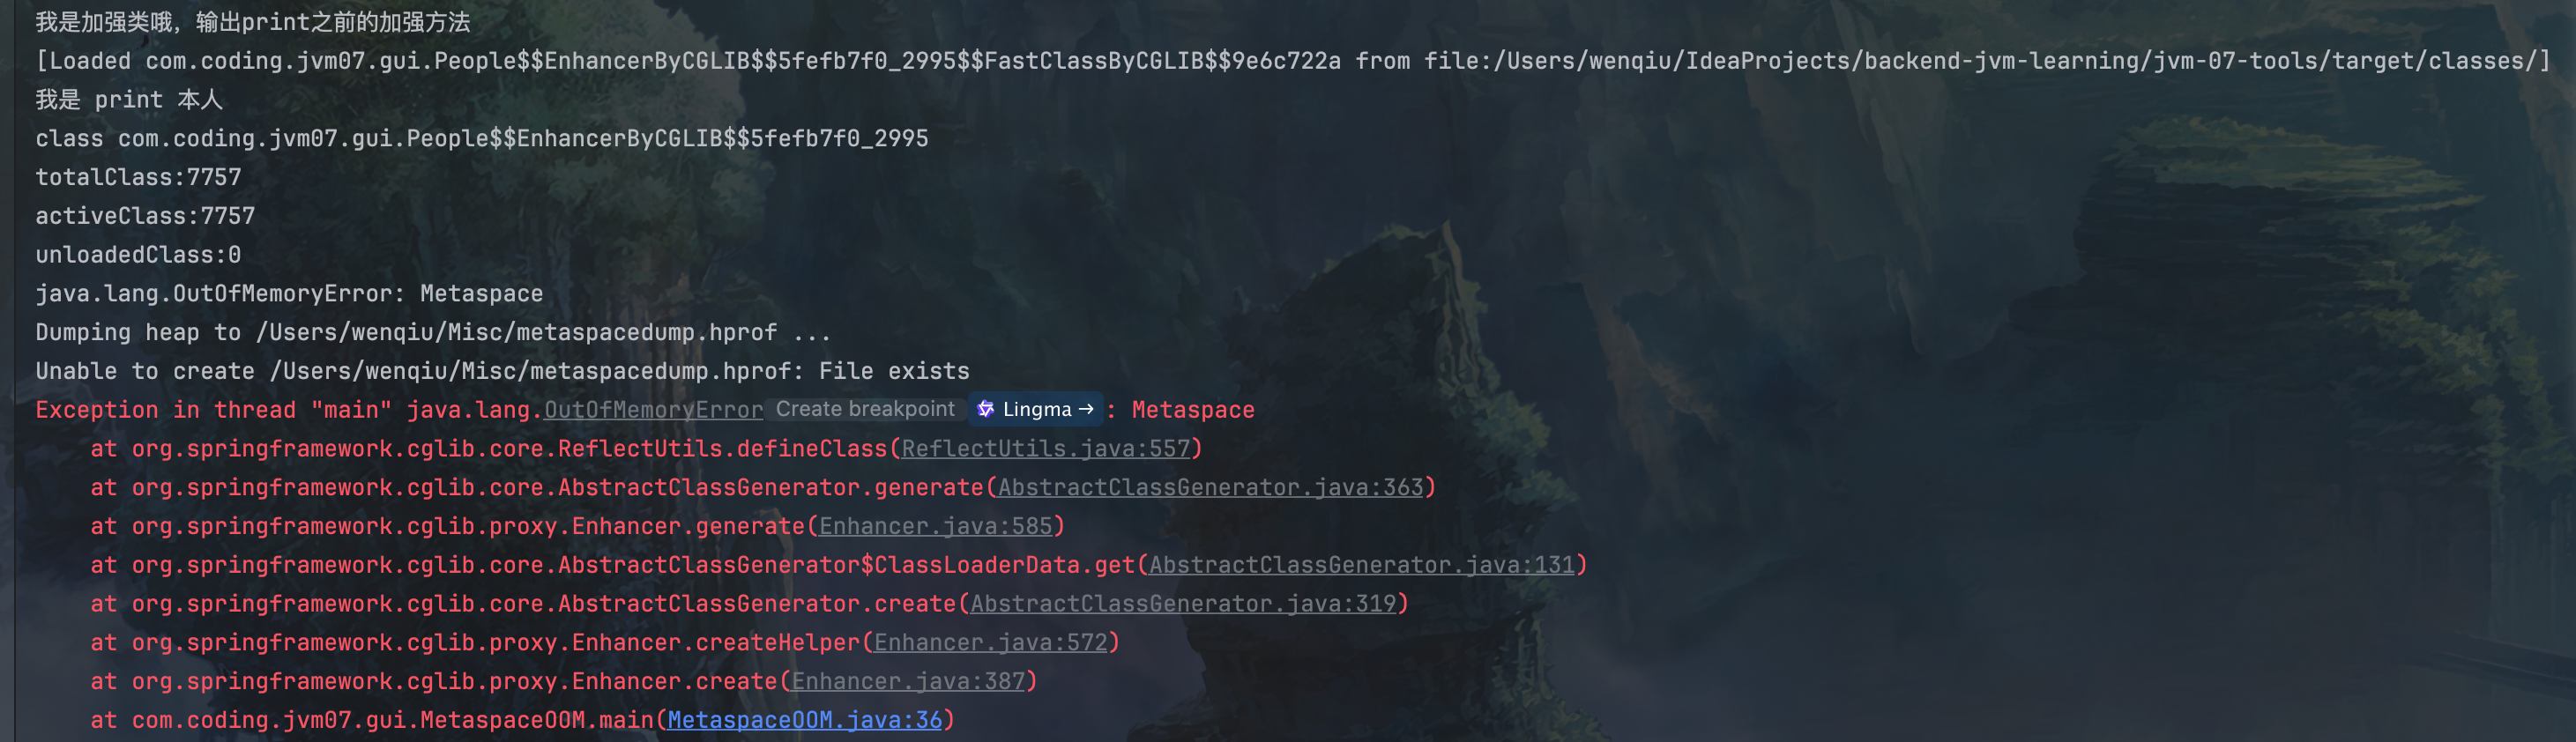 我是加强类哦，输出print之前的加强方法
[Loaded com.coding.jvm07.gui.People$$EnhancerByCGLIB$$5fefb7f0_2995$$FastClassByCGLIB$$9e6c722a from file:/Users/wenqiu/IdeaProjects/backend-jvm-learning/jvm-07-tools/target/classes/]
我是 print 本人
class com.coding.jvm07.gui.People$$EnhancerByCGLIB$$5fefb7f0_2995
totalClass:7757
activeClass:7757
unloadedClass:0
java.lang.OutOfMemoryError: Metaspace
Dumping heap to /Users/wenqiu/Misc/metaspacedump.hprof ...
Unable to create /Users/wenqiu/Misc/metaspacedump.hprof: File exists
Exception in thread "main" java.lang.OutOfMemoryError Create breakpoint Lingma → : Metaspace
    at org.springframework.cglib.core.ReflectUtils.defineClass(ReflectUtils.java:557)
    at org.springframework.cglib.core.AbstractClassGenerator.generate(AbstractClassGenerator.java:363)
    at org.springframework.cglib.proxy.Enhancer.generate(Enhancer.java:585)
    at org.springframework.cglib.core.AbstractClassGenerator$ClassLoaderData.get(AbstractClassGenerator.java:131)
    at org.springframework.cglib.core.AbstractClassGenerator.create(AbstractClassGenerator.java:319)
    at org.springframework.cglib.proxy.Enhancer.createHelper(Enhancer.java:572)
    at org.springframework.cglib.proxy.Enhancer.create(Enhancer.java:387)
    at com.coding.jvm07.gui.MetaspaceOOM.main(MetaspaceOOM.java:36)